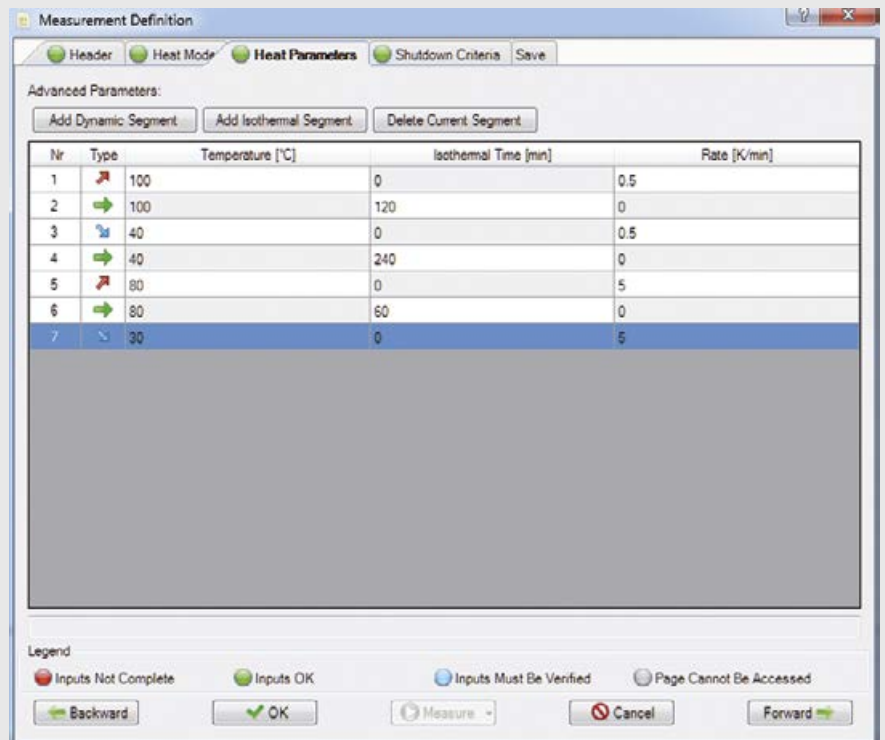 Measurement Definition
Header Heat Mode Heat Parameters Shutdown Criteria Save
Advanced Parameters:
Add Dynamic Segment Add Isothermal Segment Delete Current Segment
Nr Type Temperature [°C] Isothermal Time [min] Rate [K/min]
1 100 0 0.5
2 100 120 0
3 40 0 0.5
4 40 240 0
5 80 0 5
6 80 60 0
7 30 0 5
Legend
Inputs Not Complete Inputs OK Inputs Must Be Verified Page Cannot Be Accessed
Backward OK Measure Cancel Forward